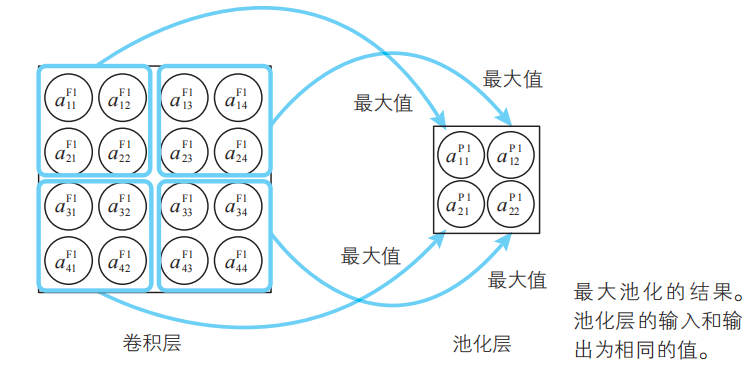 最大值
最大值
a_{11}^{F1} a_{12}^{F1} a_{13}^{F1} a_{14}^{F1}
a_{21}^{F1} a_{22}^{F1} a_{23}^{F1} a_{24}^{F1}
a_{11}^{P1} a_{12}^{P1}
a_{31}^{F1} a_{32}^{F1} a_{33}^{F1} a_{34}^{F1}
a_{21}^{P1} a_{22}^{P1}
a_{41}^{F1} a_{42}^{F1} a_{43}^{F1} a_{44}^{F1}
最大值
最大值
卷积层
池化层
最大池化的结果。
池化层的输入和输
出为相同的值。